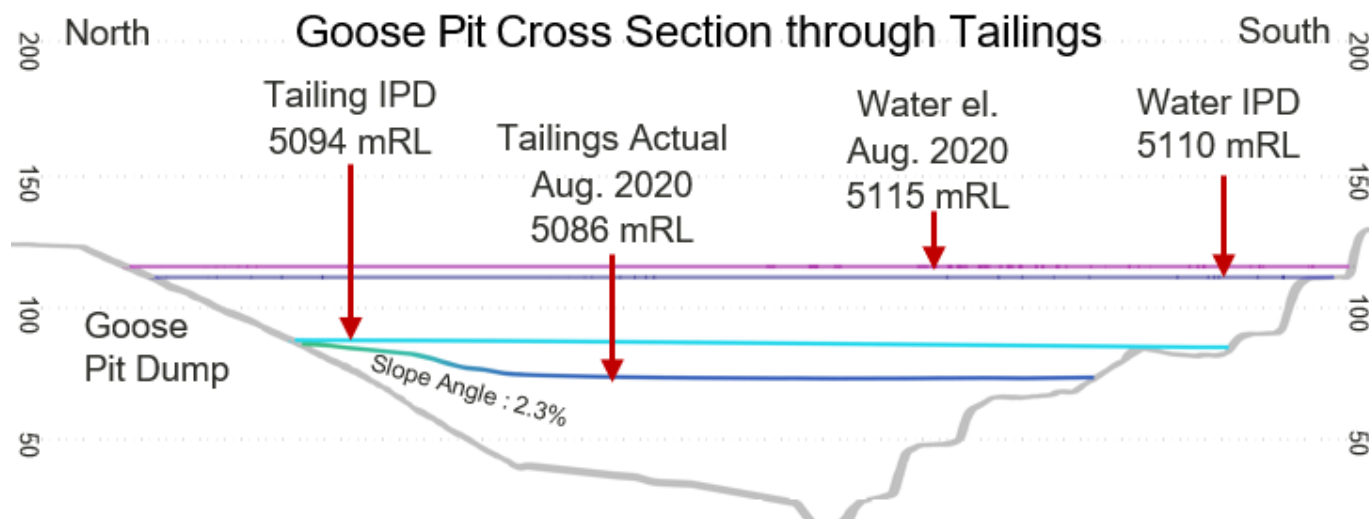 North
Goose Pit Cross Section through Tailings
South
200
200
Tailing IPD
5094 mRL
Tailings Actual
Aug. 2020
5086 mRL
Water el.
Aug. 2020
5115 mRL
Water IPD
5110 mRL
150
150
100
100
Goose
Pit Dump
Slope Angle : 2.3%
50
50